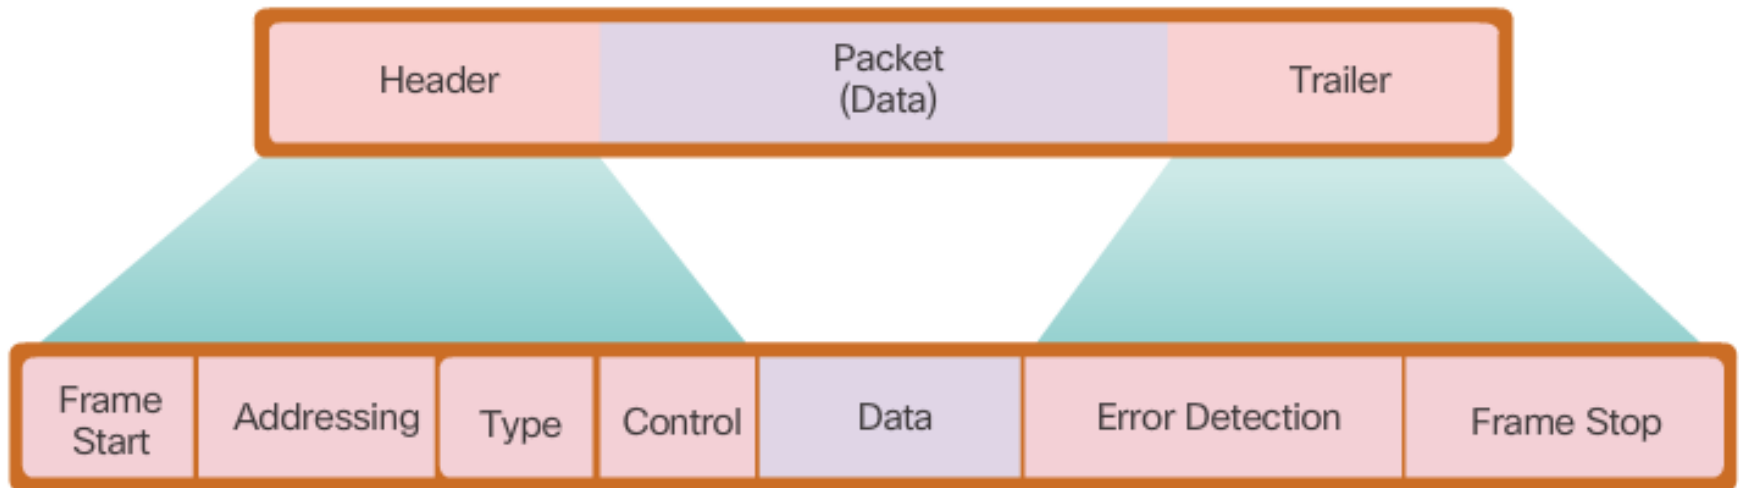 Header
Packet
(Data)
Trailer
Frame
Start
Addressing
Type
Control
Data
Error Detection
Frame Stop